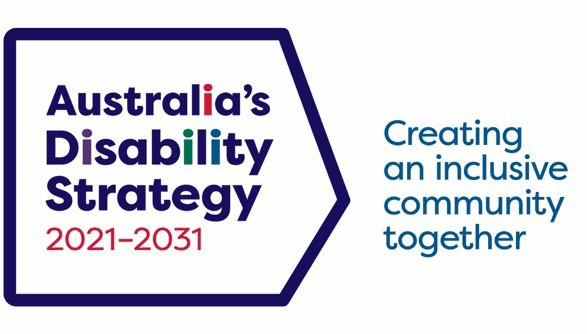 Australia's
Disability
Strategy
2021–2031
Creating
an inclusive
community
together